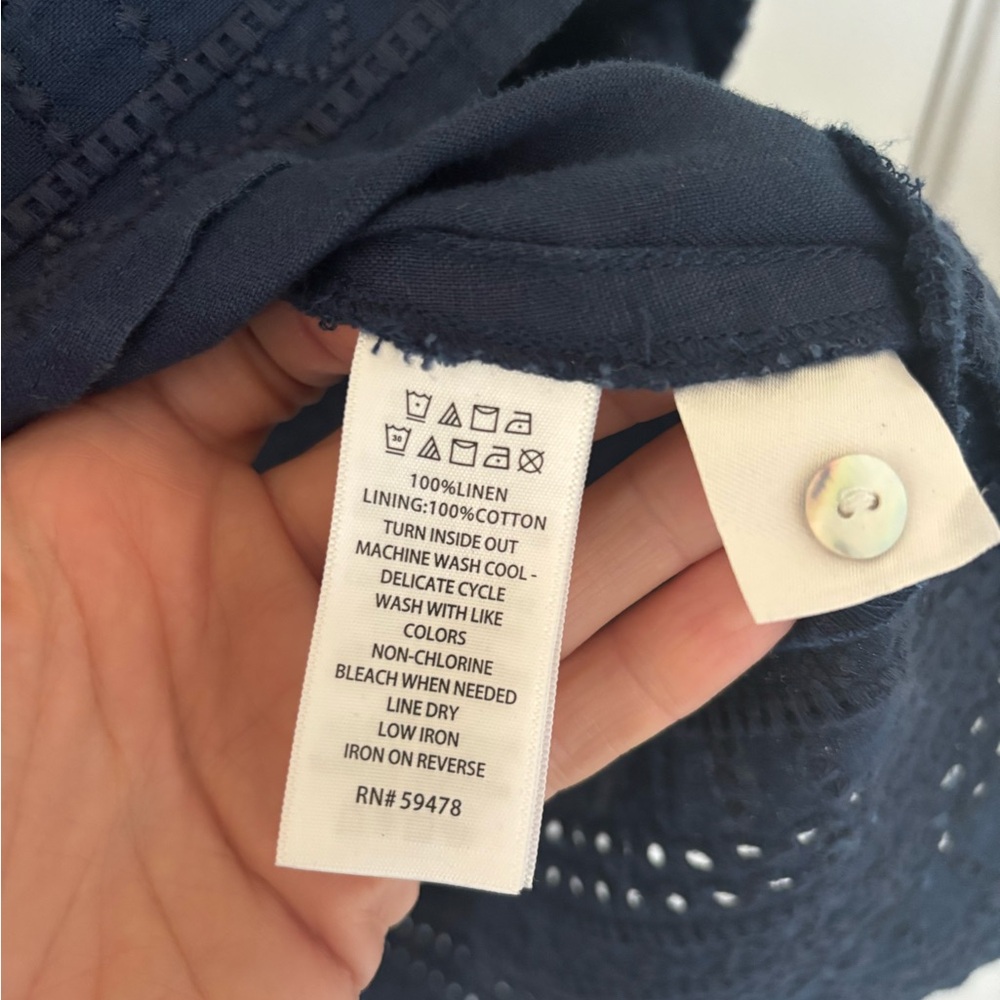 30
100%LINEN
LINING:100%COTTON
TURN INSIDE OUT
MACHINE WASH COOL -
DELICATE CYCLE
WASH WITH LIKE
COLORS
NON-CHLORINE
BLEACH WHEN NEEDED
LINE DRY
LOW IRON
IRON ON REVERSE
RN# 59478